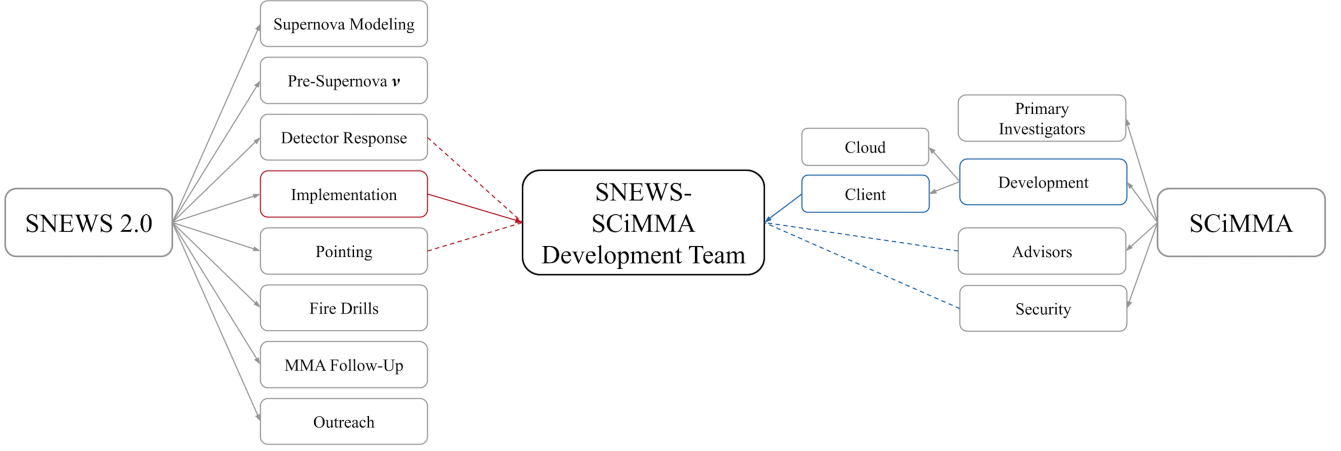 Supernova Modeling
Pre-Supernova ν
Detector Response
Implementation
Pointing
Fire Drills
MMA Follow-Up
Outreach
SNEWS 2.0
SNEWS-
SCiMMA
Development Team
Cloud
Client
Primary
Investigators
Development
Advisors
Security
SCiMMA